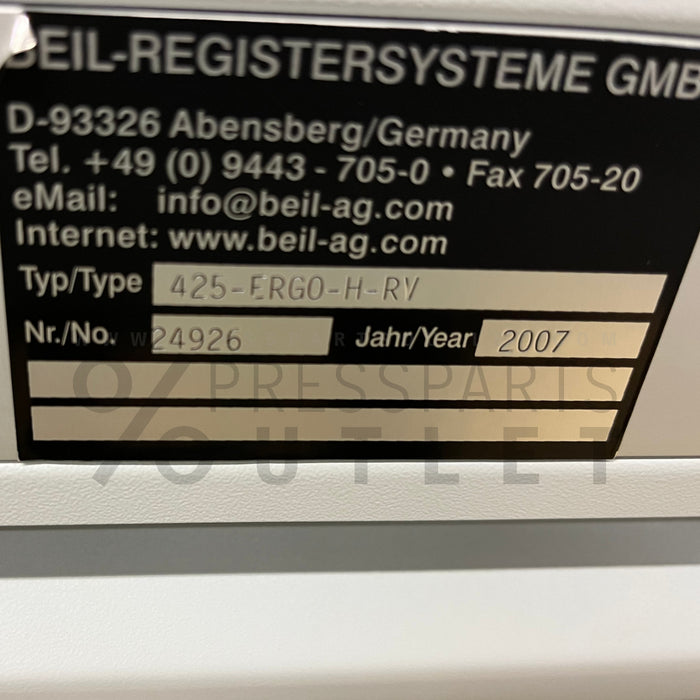 BEIL-REGISTERSYSTEME GMB
D-93326 Abensberg/Germany
Tel. +49 (0) 9443 - 705-0 • Fax 705-20
eMail: info@beil-ag.com
Internet: www.beil-ag.com
Typ/Type 425-ERGO-H-RV
Nr./No. 24926 Jahr/Year 2007
PRESSPARTS
OUTLET